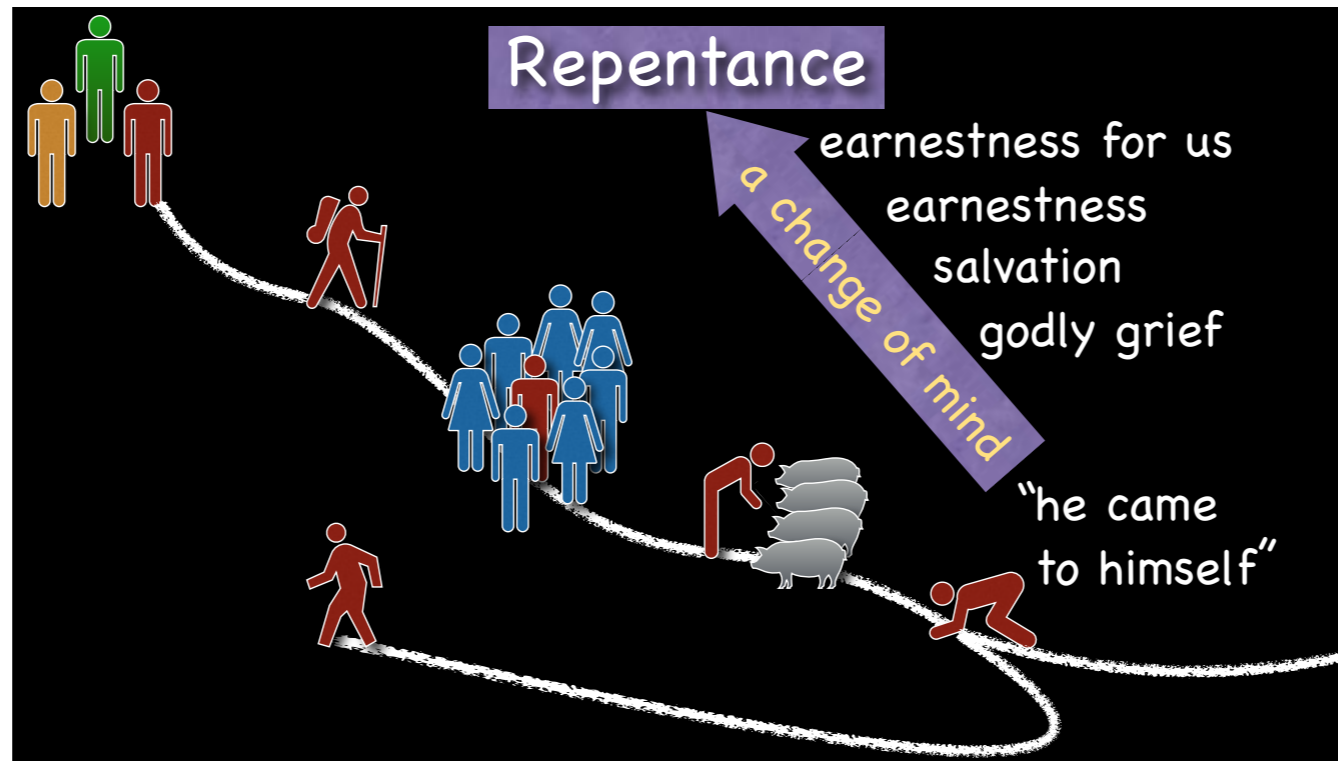 Repentance
earnestness for us
earnestness
salvation
godly grief
a change of mind
“he came
to himself”